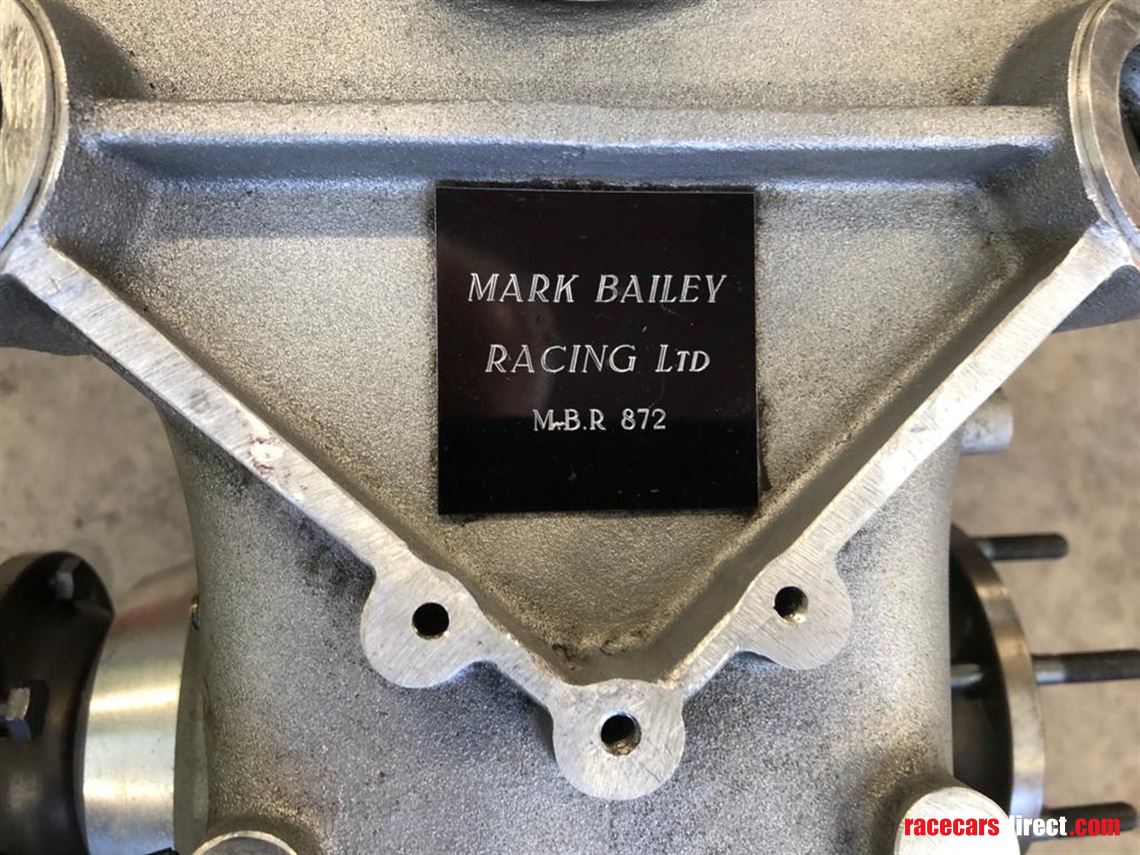 MARK BAILEY
RACING LTD
M.B.R 872
racecarsdirect.com